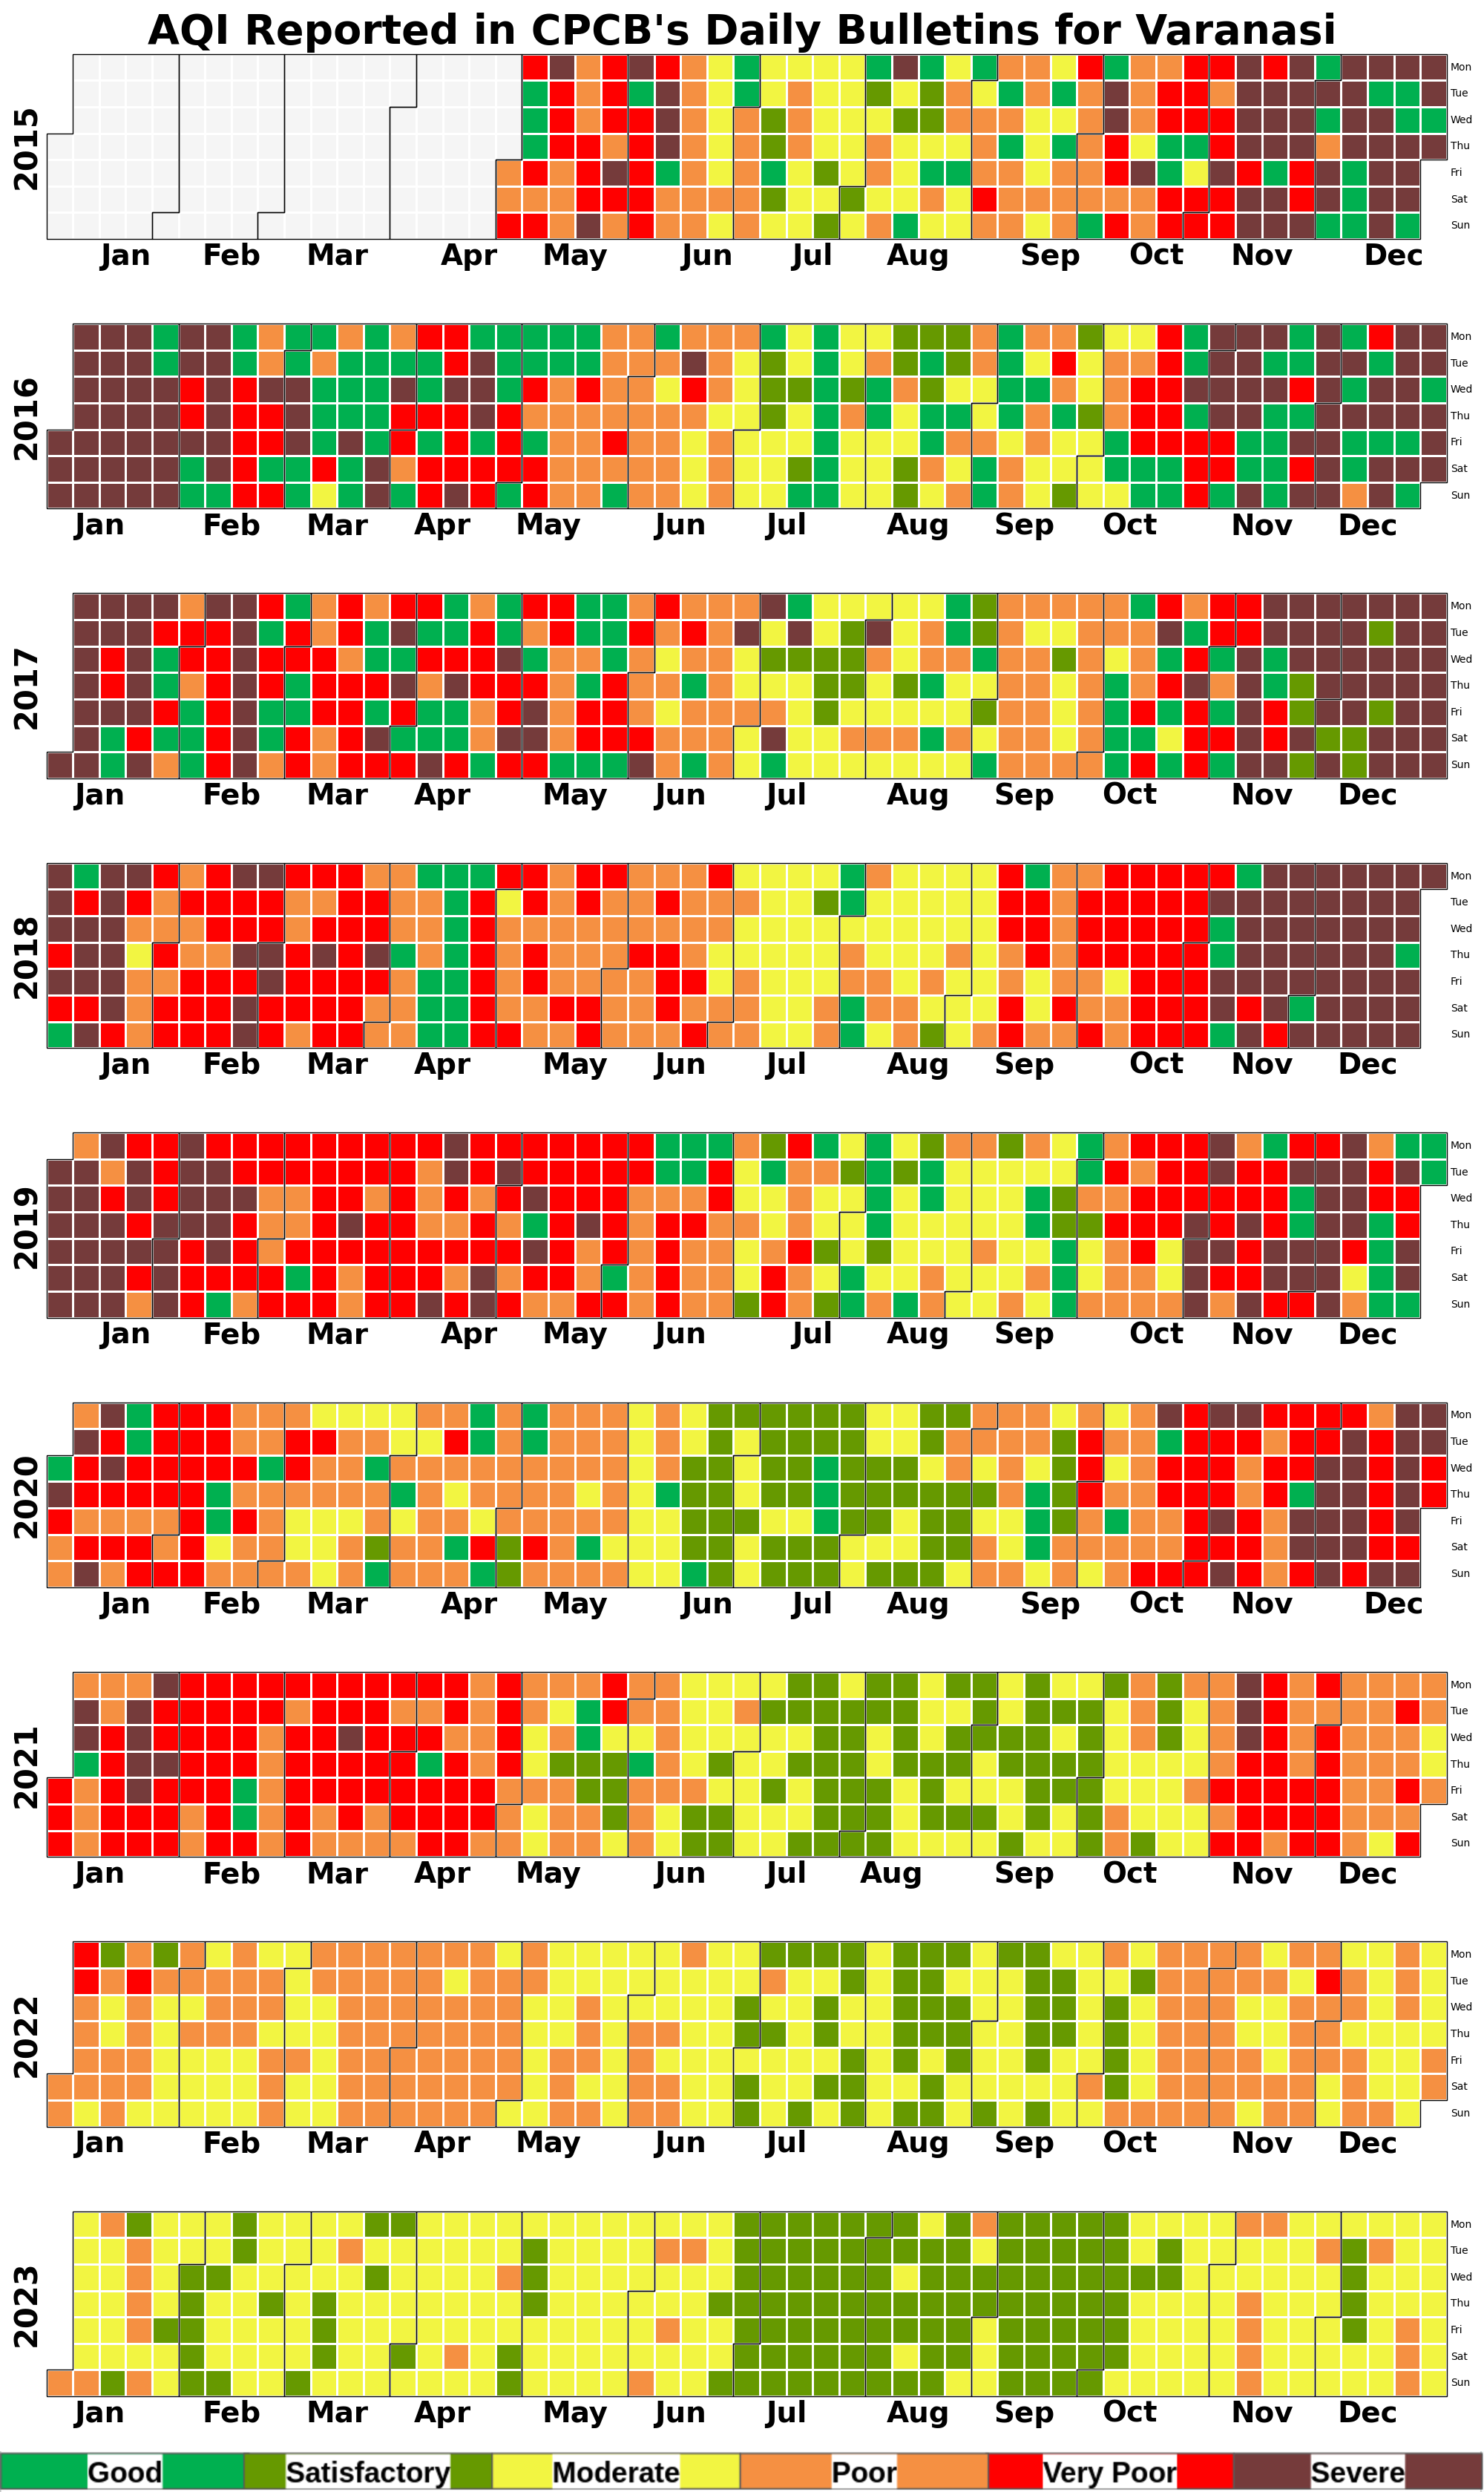 AQI Reported in CPCB's Daily Bulletins for Varanasi
2015
Mon
Tue
Wed
Thu
Fri
Sat
Sun
Jan Feb Mar Apr May Jun Jul Aug Sep Oct Nov Dec
2016
Mon
Tue
Wed
Thu
Fri
Sat
Sun
Jan Feb Mar Apr May Jun Jul Aug Sep Oct Nov Dec
2017
Mon
Tue
Wed
Thu
Fri
Sat
Sun
Jan Feb Mar Apr May Jun Jul Aug Sep Oct Nov Dec
2018
Mon
Tue
Wed
Thu
Fri
Sat
Sun
Jan Feb Mar Apr May Jun Jul Aug Sep Oct Nov Dec
2019
Mon
Tue
Wed
Thu
Fri
Sat
Sun
Jan Feb Mar Apr May Jun Jul Aug Sep Oct Nov Dec
2020
Mon
Tue
Wed
Thu
Fri
Sat
Sun
Jan Feb Mar Apr May Jun Jul Aug Sep Oct Nov Dec
2021
Mon
Tue
Wed
Thu
Fri
Sat
Sun
Jan Feb Mar Apr May Jun Jul Aug Sep Oct Nov Dec
2022
Mon
Tue
Wed
Thu
Fri
Sat
Sun
Jan Feb Mar Apr May Jun Jul Aug Sep Oct Nov Dec
2023
Mon
Tue
Wed
Thu
Fri
Sat
Sun
Jan Feb Mar Apr May Jun Jul Aug Sep Oct Nov Dec
Good Satisfactory Moderate Poor Very Poor Severe